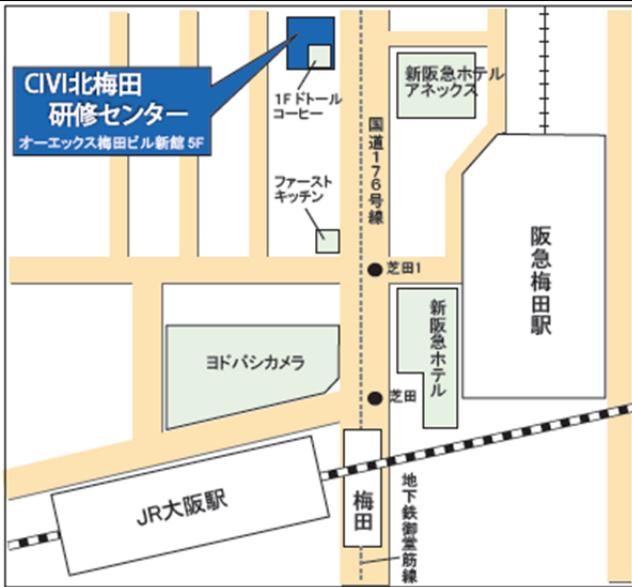 CIVI北梅田
研修センター
オーエックス梅田ビル新館 5F
1F ドトール
コーヒー
新阪急ホテル
アネックス
国道176号線
ファースト
キッチン
芝田1
阪急梅田駅
ヨドバシカメラ
新阪急ホテル
芝田
JR大阪駅
梅田
地下鉄御堂筋線